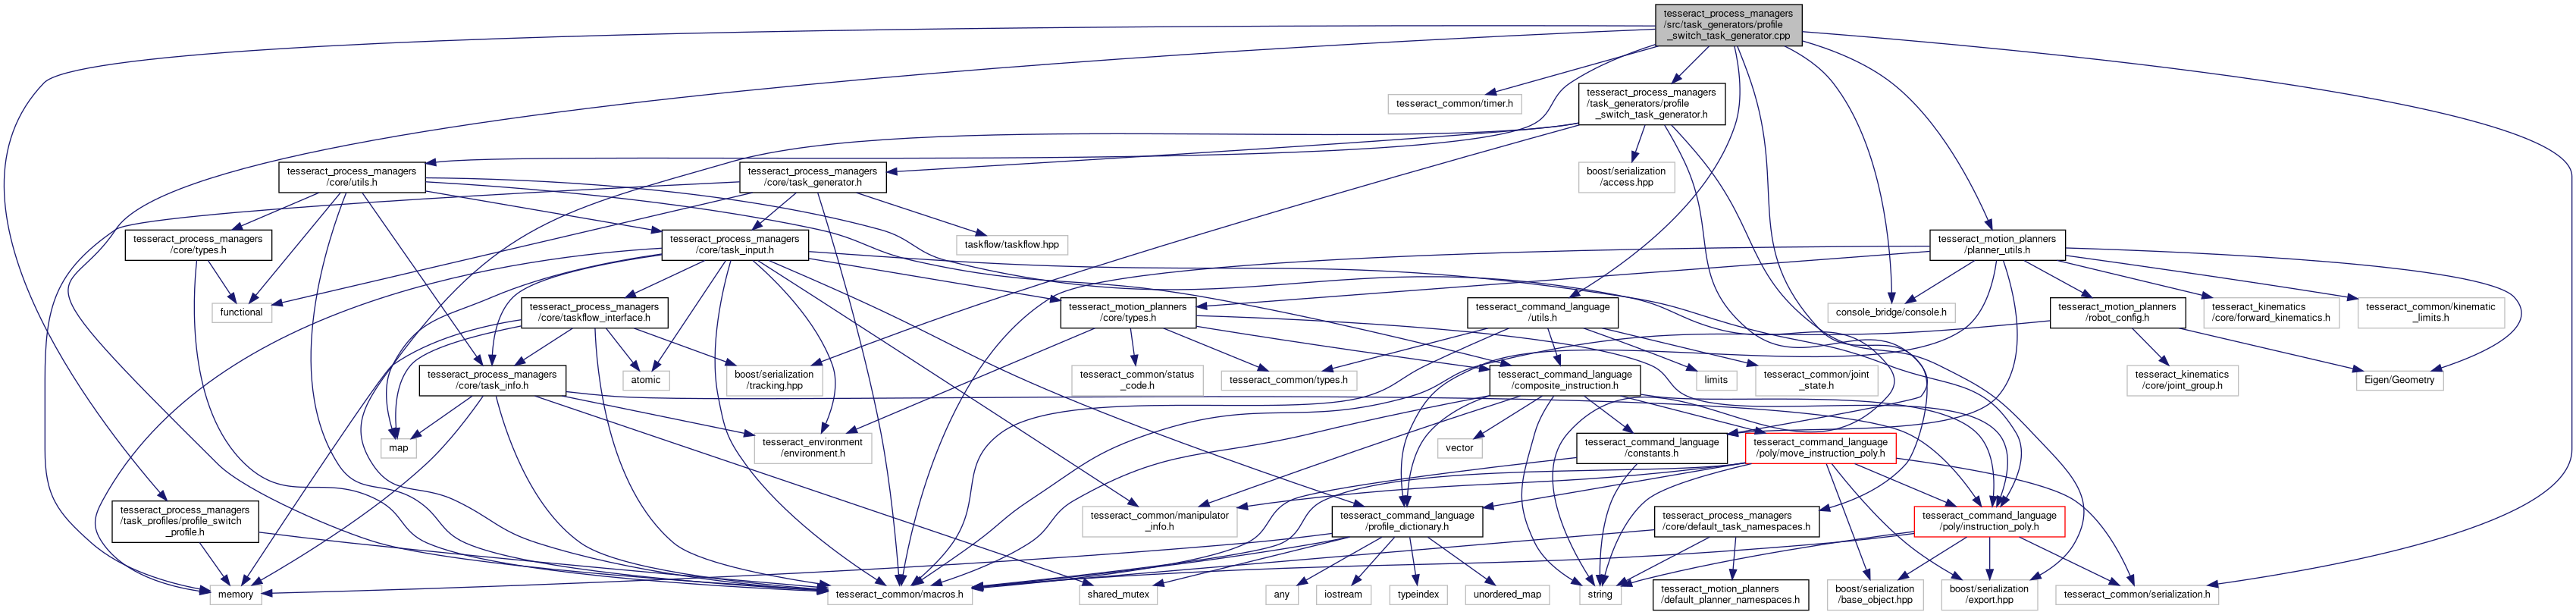 tesseract_process_managers
/src/task_generators/profile
_switch_task_generator.cpp
tesseract_common/timer.h
tesseract_process_managers
/task_generators/profile
_switch_task_generator.h
tesseract_process_managers
/core/utils.h
tesseract_process_managers
/core/task_generator.h
boost/serialization
/access.hpp
tesseract_process_managers
/core/types.h
tesseract_process_managers
/core/task_input.h
taskflow/taskflow.hpp
tesseract_motion_planners
/planner_utils.h
functional
tesseract_process_managers
/core/taskflow_interface.h
tesseract_motion_planners
/core/types.h
tesseract_command_language
/utils.h
console_bridge/console.h
tesseract_motion_planners
/robot_config.h
tesseract_kinematics
/core/forward_kinematics.h
tesseract_common/kinematic
_limits.h
tesseract_process_managers
/core/task_info.h
atomic
boost/serialization
/tracking.hpp
tesseract_common/status
_code.h
tesseract_common/types.h
tesseract_command_language
/composite_instruction.h
limits
tesseract_common/joint
_state.h
tesseract_kinematics
/core/joint_group.h
Eigen/Geometry
map
tesseract_environment
/environment.h
vector
tesseract_command_language
/constants.h
tesseract_command_language
/poly/move_instruction_poly.h
tesseract_process_managers
/task_profiles/profile_switch
_profile.h
tesseract_common/manipulator
_info.h
tesseract_command_language
/profile_dictionary.h
tesseract_process_managers
/core/default_task_namespaces.h
tesseract_command_language
/poly/instruction_poly.h
memory
tesseract_common/macros.h
shared_mutex
any
iostream
typeindex
unordered_map
string
tesseract_motion_planners
/default_planner_namespaces.h
boost/serialization
/base_object.hpp
boost/serialization
/export.hpp
tesseract_common/serialization.h